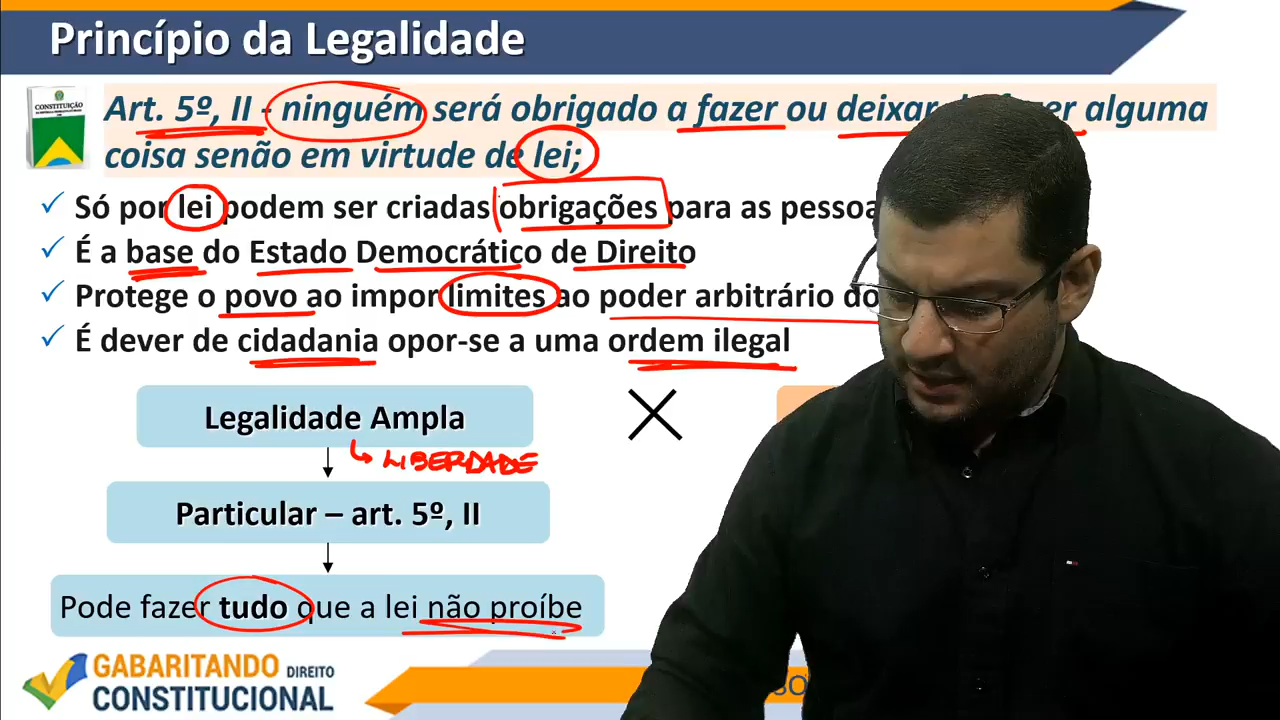 Princípio da Legalidade
CONSTITUIÇÃO
Art. 5º, II - ninguém será obrigado a fazer ou deixar de fazer alguma
coisa senão em virtude de lei;
Só por lei podem ser criadas obrigações para as
É a base do Estado Democrático de Direito
Protege o povo ao impor limites ao poder arbitrário do
É dever de cidadania opor-se a uma ordem ilegal
Legalidade Ampla
LIBERDADE
Particular – art. 5º, II
Pode fazer tudo que a lei não proíbe
GABARITANDO DIREITO
CONSTITUCIONAL